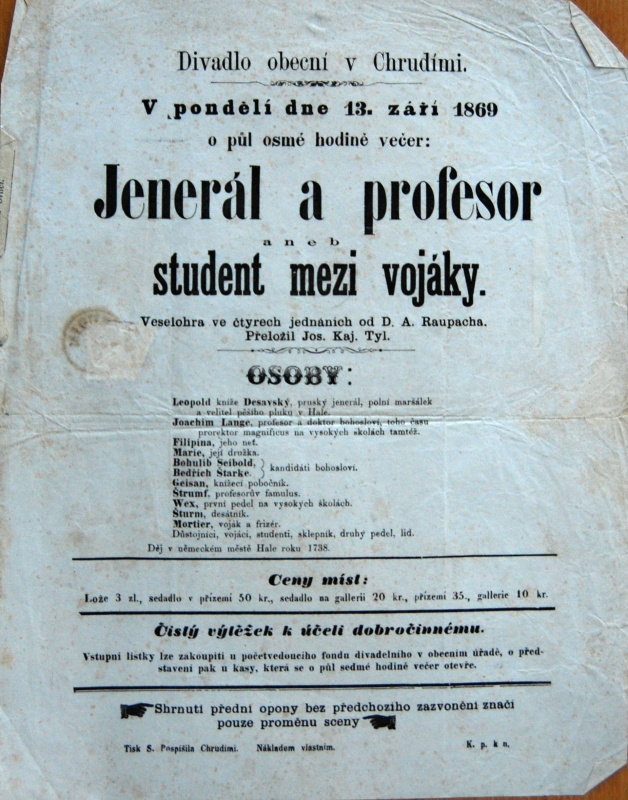 Divadlo obecní v Chrudími.
V pondělí dne 13. září 1869
o půl osmé hodině večer:
Jenerál a profesor
aneb
student mezi vojáky.
Veselohra ve čtyrech jednáních od D. A. Raupacha.
Přeložil Jos. Kaj. Tyl.
OSOBY:
Leopold kníže Desavský, pruský jenerál, polní maršálek
a velitel pěšího pluku v Hale.
Joachim Lange, profesor a doktor bohosloví, toho času
prorektor magnificus na vysokých školách tamtéž.
Filipina, jeho neť.
Marie, její družka.
Bohulib Seibold,
Bedřich Starke. } kandidáti bohosloví.
Geisan, knížecí pobočník.
Štrumf, profesorův famulus.
Wex, první pedel na vysokých školách.
Šturm, desátník.
Mortier, voják a frizér.
Důstojníci, vojáci, studenti, sklepník, druhý pedel, lid.
Děj v německém městě Hale roku 1738.
Ceny míst:
Lože 3 zl., sedadlo v přízemí 50 kr., sedadlo na gallerii 20 kr., přízemí 35., gallerie 10 kr.
Čistý výtěžek k účeli dobročinnému.
Vstupní lístky lze zakoupiti u početvedoucího fondu divadelního v obecním úřadě, o před-
stavení pak u kasy, která se o půl sedmé hodině večer otevře.
Shrnutí přední opony bez předchozího zazvonění značí
pouze proměnu sceny
Tisk S. Pospíšila Chrudími. Nákladem vlastním. K. p. k n.